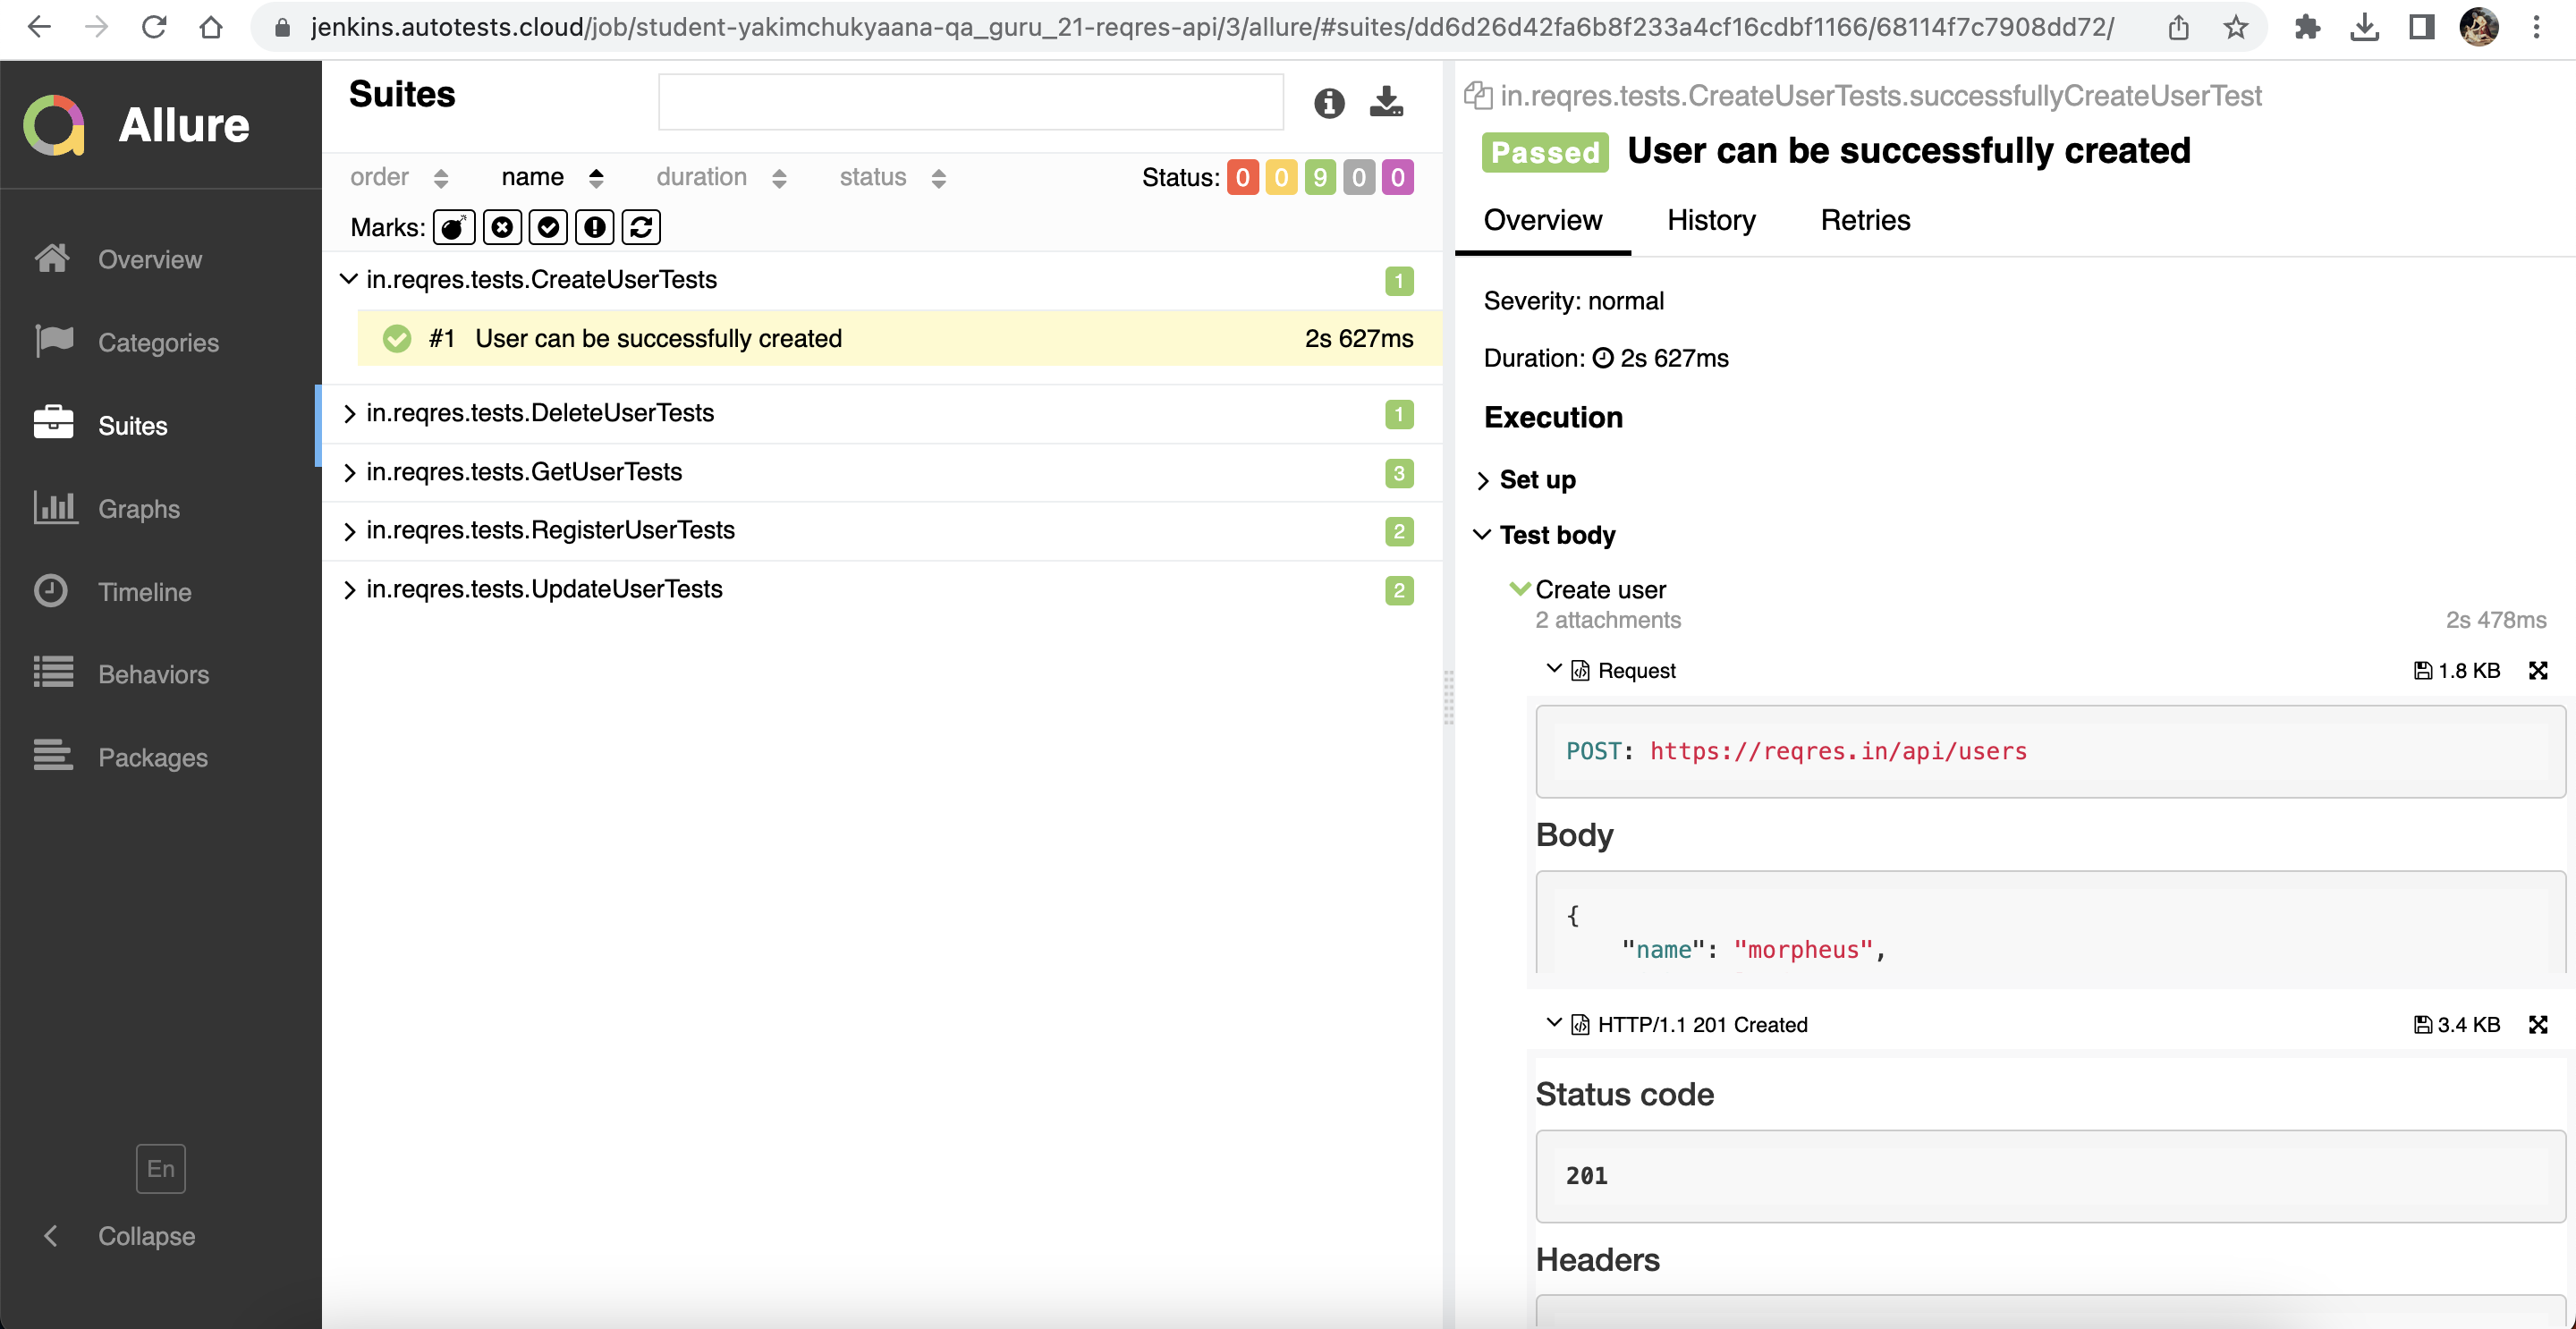 jenkins.autotests.cloud/job/student-yakimchukyaana-qa_guru_21-reqres-api/3/allure/#suites/dd6d26d42fa6b8f233a4cf16cdbf1166/68114f7c7908dd72/
Allure
Overview
Categories
Suites
Graphs
Timeline
Behaviors
Packages
En
Collapse
Suites
order name duration status Status: 0 0 9 0 0
Marks:
in.reqres.tests.CreateUserTests 1
#1 User can be successfully created 2s 627ms
in.reqres.tests.DeleteUserTests 1
in.reqres.tests.GetUserTests 3
in.reqres.tests.RegisterUserTests 2
in.reqres.tests.UpdateUserTests 2
in.reqres.tests.CreateUserTests.successfullyCreateUserTest
Passed User can be successfully created
Overview History Retries
Severity: normal
Duration: 2s 627ms
Execution
Set up
Test body
Create user
2 attachments 2s 478ms
Request 1.8 KB
POST: https://reqres.in/api/users
Body
{
"name": "morpheus",
HTTP/1.1 201 Created 3.4 KB
Status code
201
Headers